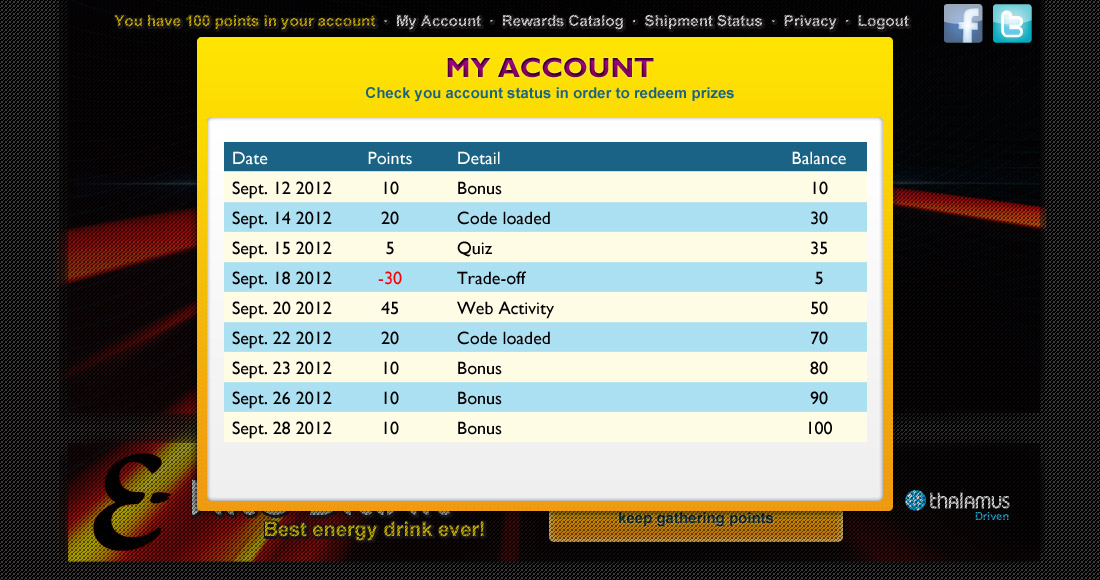 You have 100 points in your account · My Account · Rewards Catalog · Shipment Status · Privacy · Logout
MY ACCOUNT
Check you account status in order to redeem prizes
Date Points Detail Balance
Sept. 12 2012 10 Bonus 10
Sept. 14 2012 20 Code loaded 30
Sept. 15 2012 5 Quiz 35
Sept. 18 2012 -30 Trade-off 5
Sept. 20 2012 45 Web Activity 50
Sept. 22 2012 20 Code loaded 70
Sept. 23 2012 10 Bonus 80
Sept. 26 2012 10 Bonus 90
Sept. 28 2012 10 Bonus 100
Best energy drink ever!
keep gathering points
thalamus
Driven